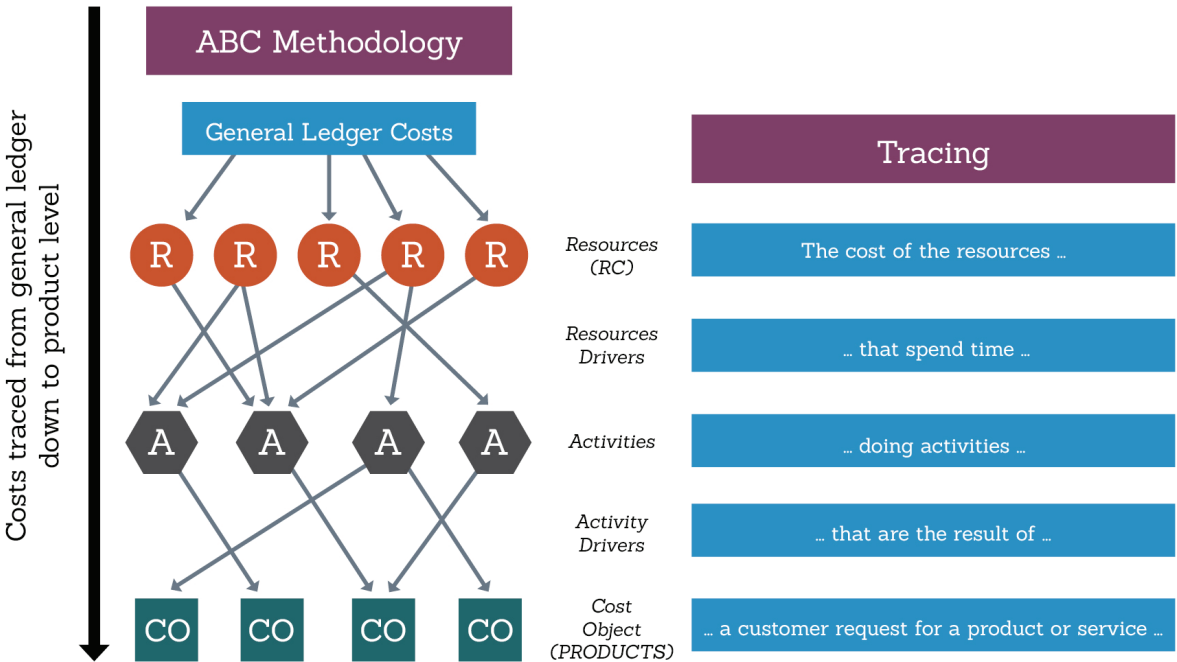 ABC Methodology
General Ledger Costs
Costs traced from general ledger
down to product level
Tracing
R R R R R
Resources
(RC)
The cost of the resources ...
Resources
Drivers
... that spend time ...
A A A A
Activities
... doing activities ...
Activity
Drivers
... that are the result of ...
CO CO CO CO
Cost
Object
(PRODUCTS)
... a customer request for a product or service ...